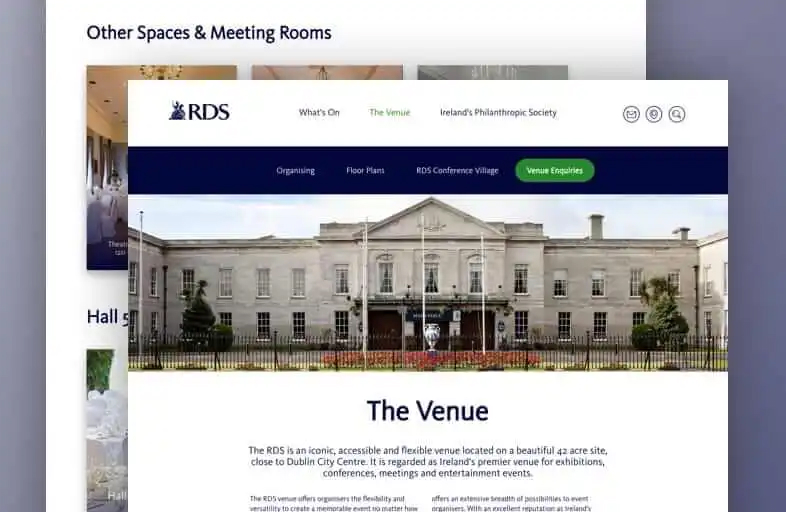 Other Spaces & Meeting Rooms
RDS
What's On
The Venue
Ireland's Philanthropic Society
Organising
Floor Plans
RDS Conference Village
Venue Enquiries
Hall 5
The Venue
The RDS is an iconic, accessible and flexible venue located on a beautiful 42 acre site,
close to Dublin City Centre. It is regarded as Ireland's premier venue for exhibitions,
conferences, meetings and entertainment events.
Hall
The RDS venue offers organisers the flexibility and
versatility to create a memorable event no matter how
offers an extensive breadth of possibilities to event
organisers. With an excellent reputation as Ireland's